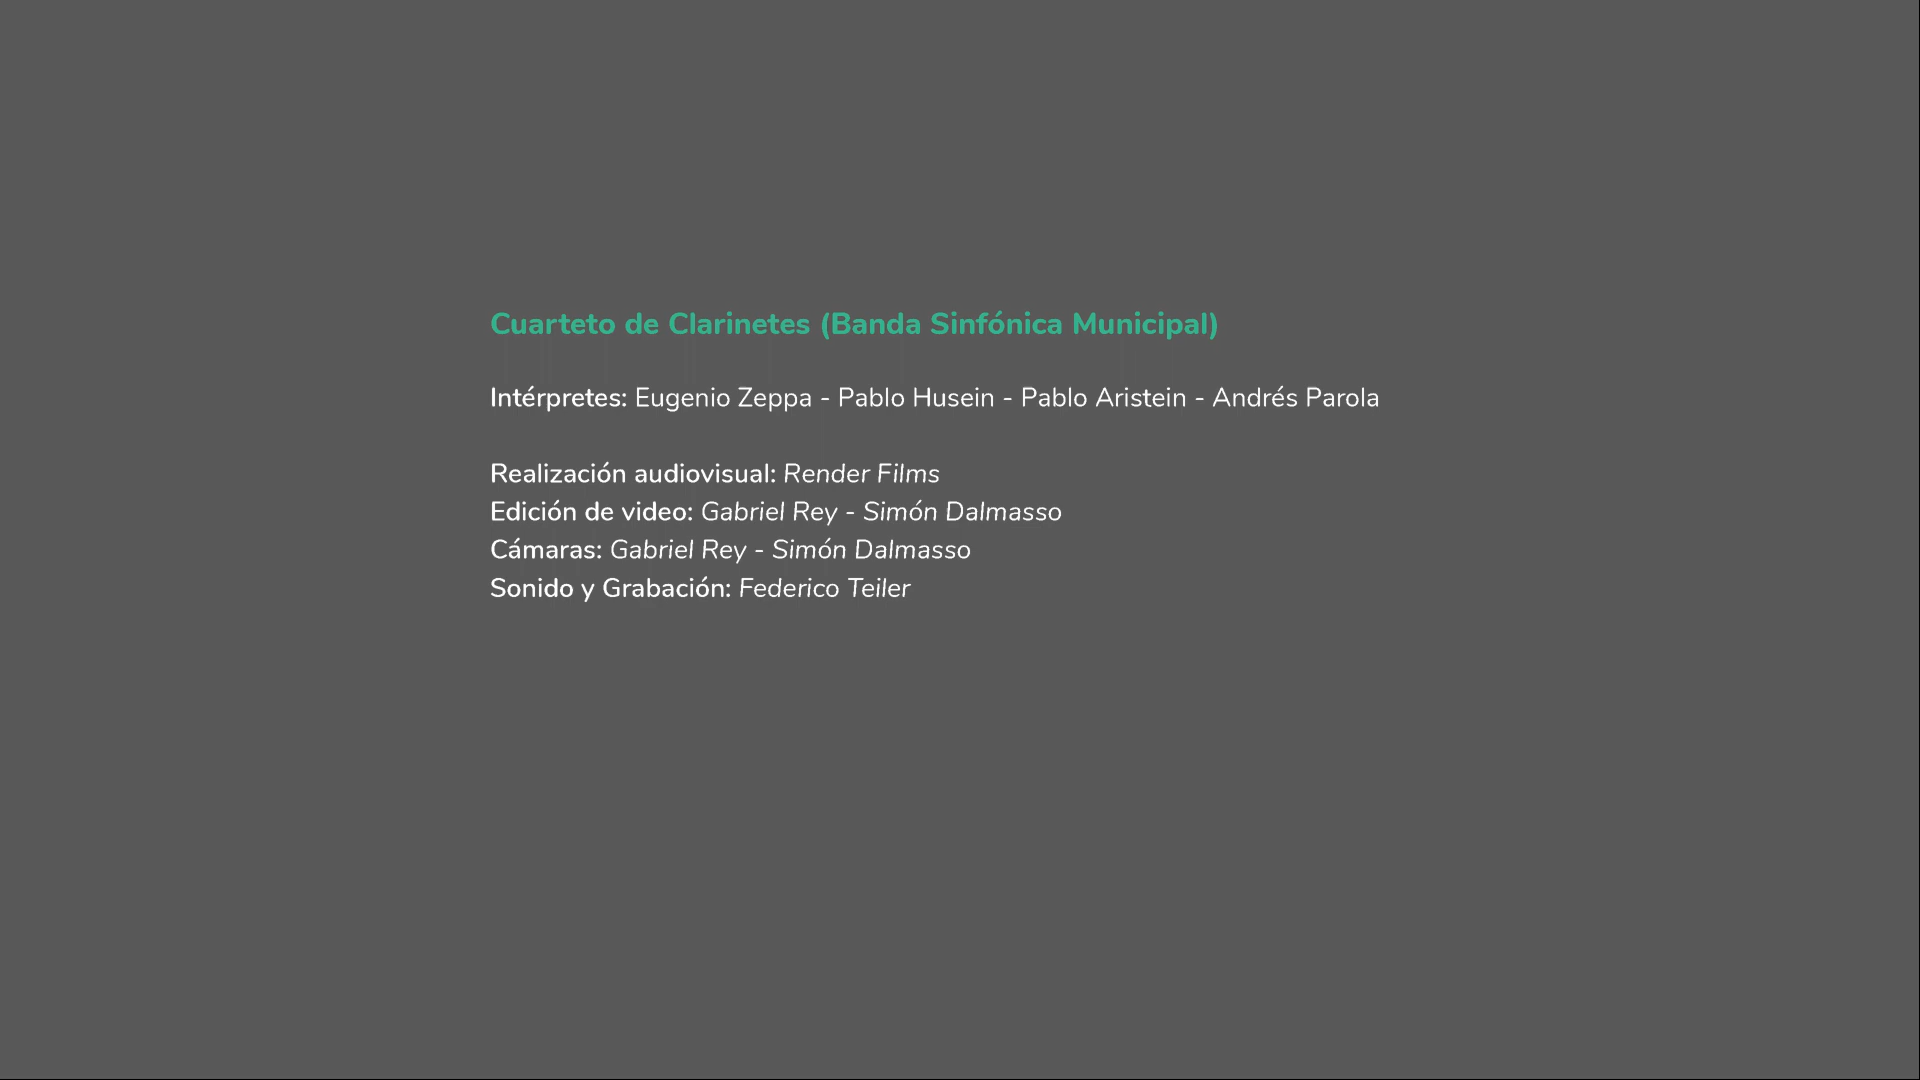 Cuarteto de Clarinetes (Banda Sinfónica Municipal)
Intérpretes: Eugenio Zeppa - Pablo Husein - Pablo Aristein - Andrés Parola
Realización audiovisual: Render Films
Edición de video: Gabriel Rey - Simón Dalmasso
Cámaras: Gabriel Rey - Simón Dalmasso
Sonido y Grabación: Federico Teiler